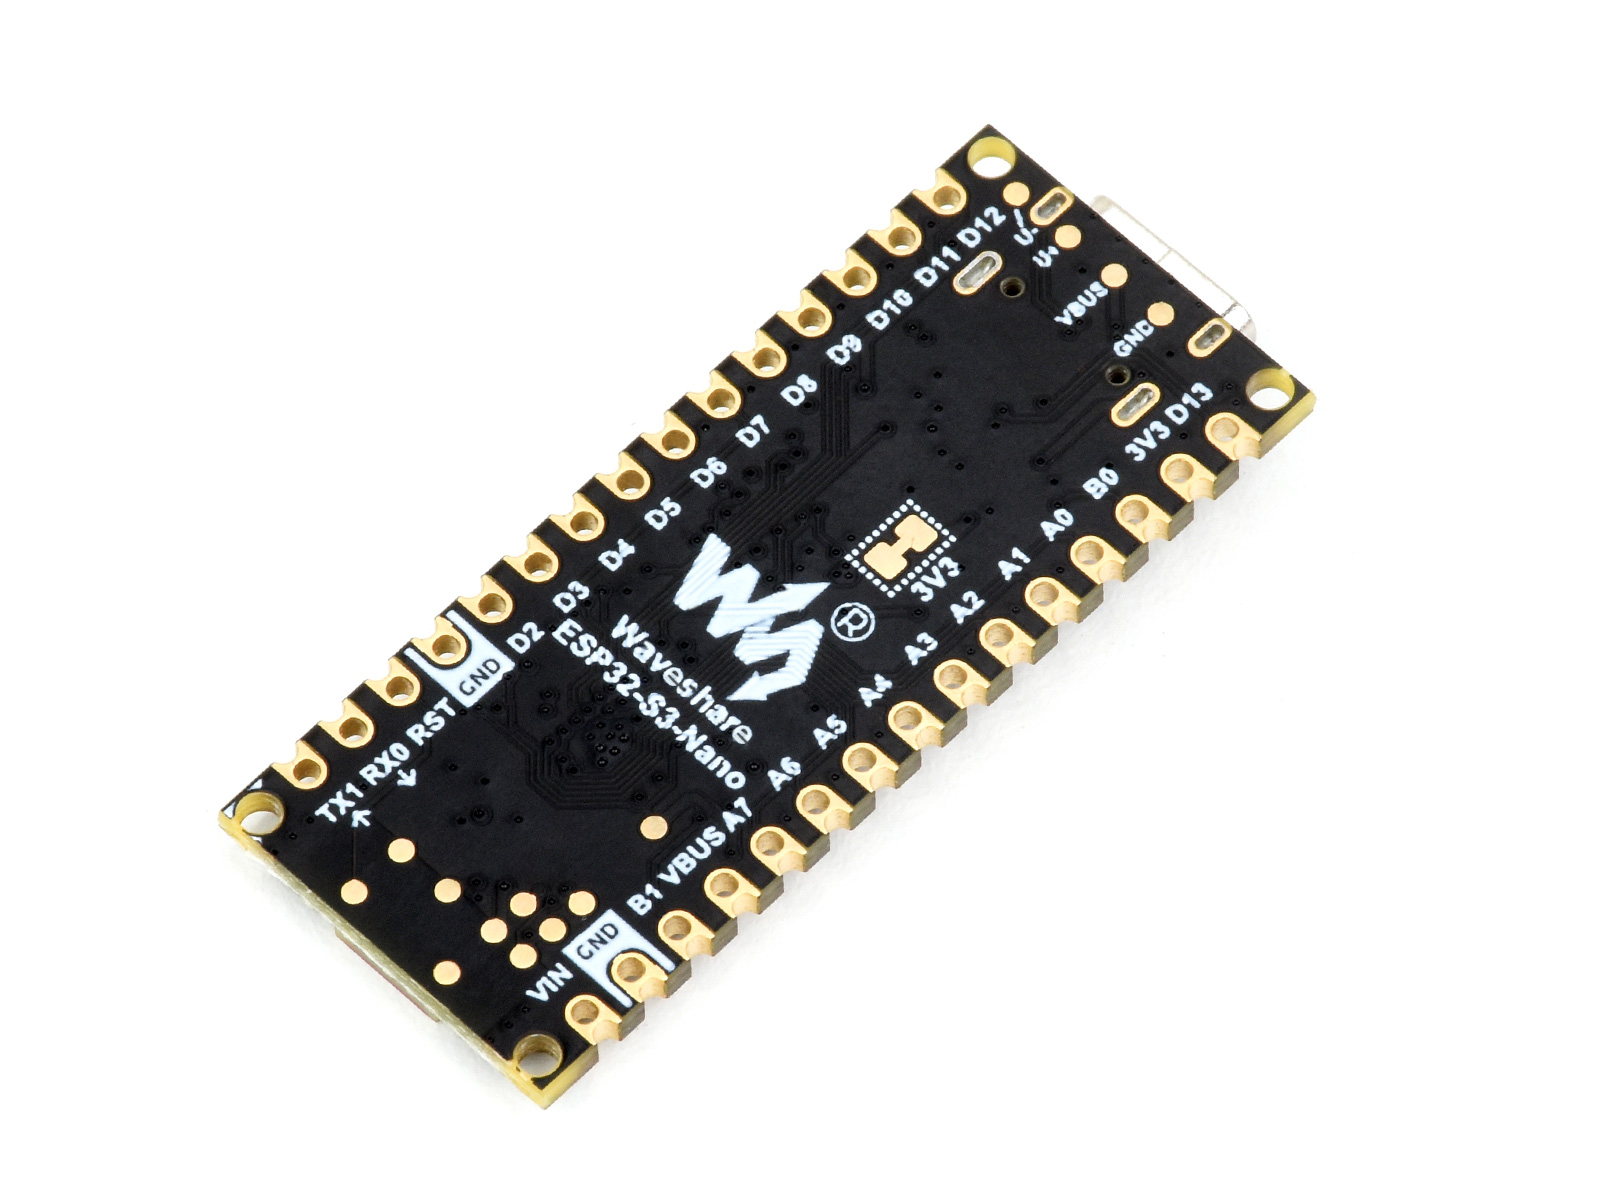 D12
D11
D10
D9
D8
D7
D6
D5
D4
D3
D2
GND
RST
RX0
TX1
U-
U+
VBUS
GND
3V3
®
Waveshare
ESP32-S3-Nano
D13
3V3
B0
A0
A1
A2
A3
A4
A5
A6
A7
VBUS
B1
GND
VIN